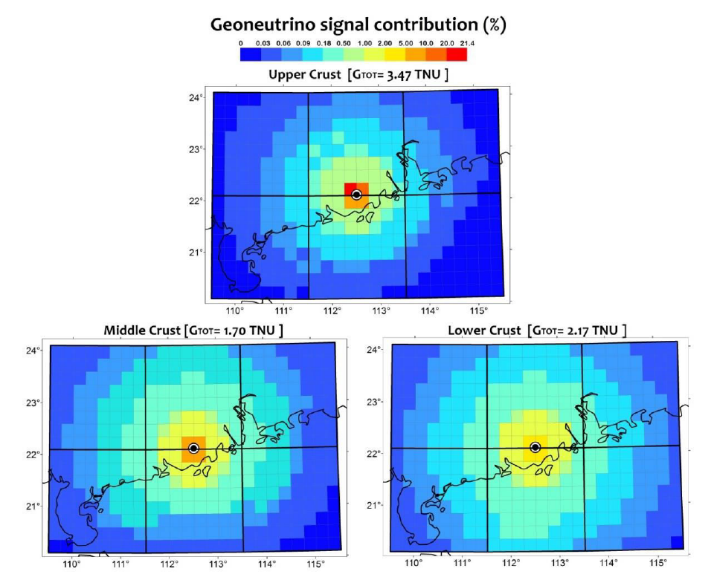 Geoneutrino signal contribution (%)
0 0.03 0.06 0.09 0.18 0.50 1.00 2.00 5.00 10.0 20.0 21.4
Upper Crust [GTOT= 3.47 TNU ]
24°
23°
22°
21°
110° 111° 112° 113° 114° 115°
Middle Crust [GTOT= 1.70 TNU ] Lower Crust [GTOT= 2.17 TNU ]
24° 24°
23° 23°
22° 22°
21° 21°
110° 111° 112° 113° 114° 115° 110° 111° 112° 113° 114° 115°